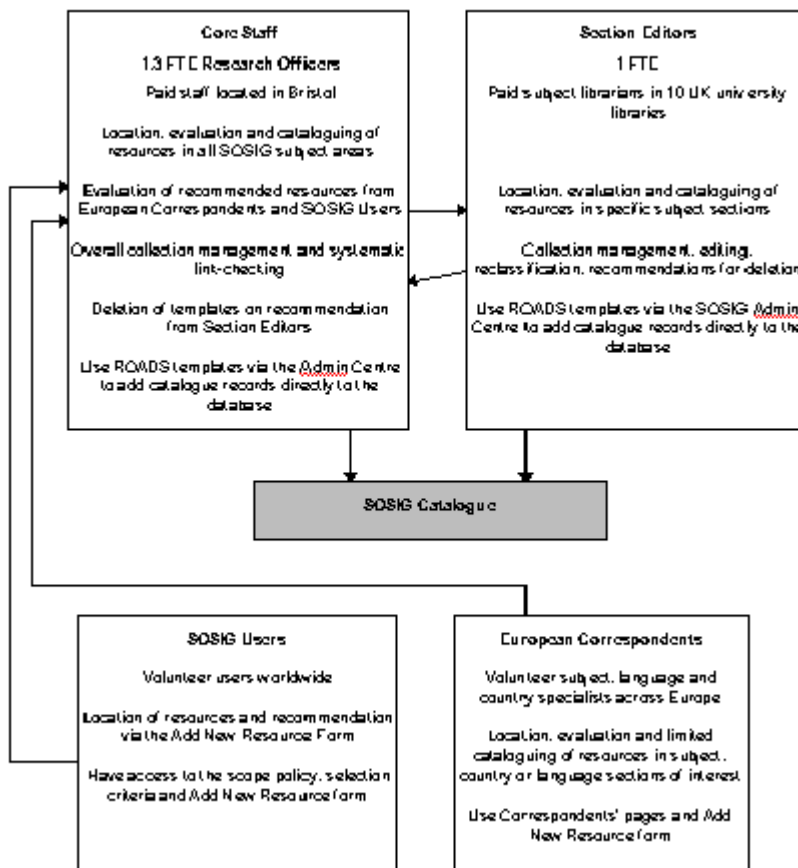 Core Staff
1.3 FTE Research Officers
Paid staff located in Bristol
Location, evaluation and cataloguing of
resources in all SOSIG subject areas
Evaluation of recommended resources from
European Correspondents and SOSIG Users
Overall collection management and systematic
link-checking
Deletion of templates on recommendation
from Section Editors
Use ROADS templates via the Admin Centre
to add catalogue records directly to the
database
Section Editors
1 FTE
Paid subject librarians in 10 UK university
libraries
Location, evaluation and cataloguing of
resources in specific subject sections
Collection management, editing,
reclassification, recommendations for deletion
Use ROADS templates via the SOSIG Admin
Centre to add catalogue records directly to the
database
SOSIG Catalogue
SOSIG Users
Volunteer users worldwide
Location of resources and recommendation
via the Add New Resource Form
Have access to the scope policy, selection
criteria and Add New Resource form
European Correspondents
Volunteer subject, language and
country specialists across Europe
Location, evaluation and limited
cataloguing of resources in subject,
country or language sections of interest
Use Correspondents' pages and Add
New Resource form